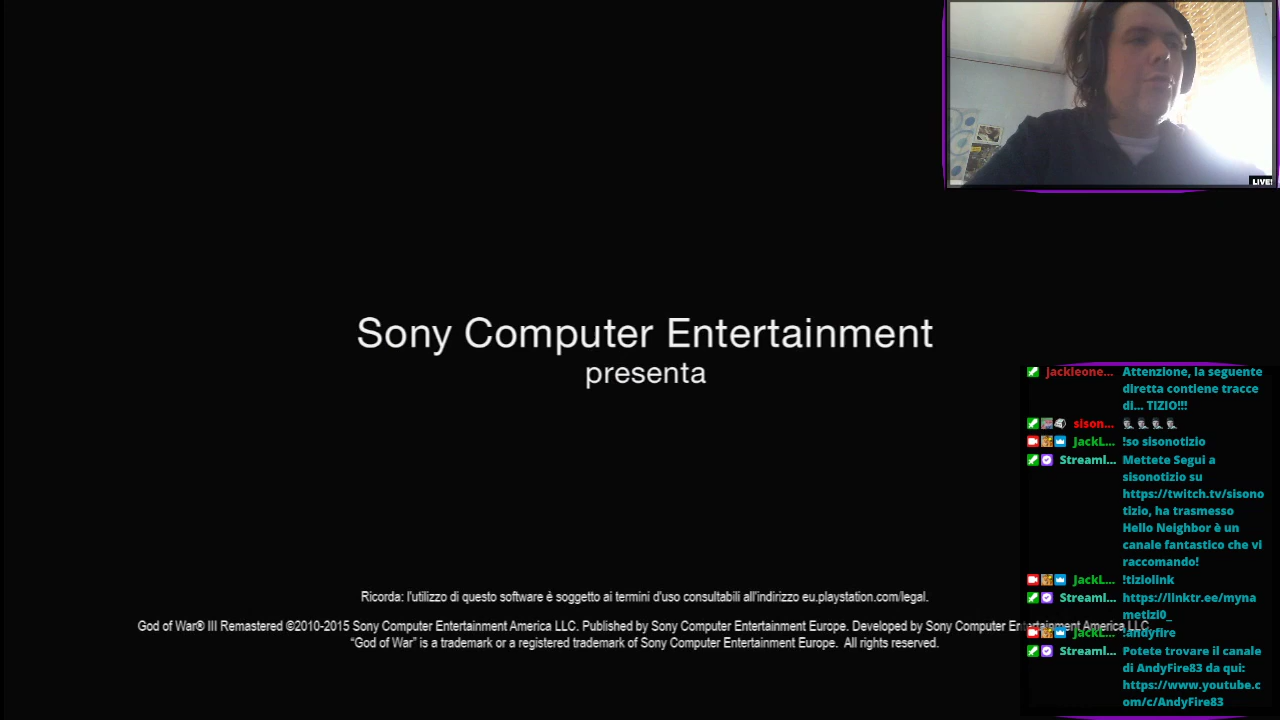 LIVE!
Sony Computer Entertainment
presenta
Ricorda: l'utilizzo di questo software è soggetto ai termini d'uso consultabili all'indirizzo eu.playstation.com/legal.
God of War® III Remastered ©2010-2015 Sony Computer Entertainment America LLC. Published by Sony Computer Entertainment Europe. Developed by Sony Computer Entertainment America LLC.
“God of War” is a trademark or a registered trademark of Sony Computer Entertainment Europe.  All rights reserved.
Jackleone... Attenzione, la seguente
diretta contiene tracce
di... TIZIO!!!
sison...
JackL... !so sisonotizio
Streaml... Mettete Segui a
sisonotizio su
https://twitch.tv/sisono
tizio, ha trasmesso
Hello Neighbor è un
canale fantastico che vi
raccomando!
JackL... !tiziolink
Streaml... https://linktr.ee/myna
metizi0_
JackL... !andyfire
Streaml... Potete trovare il canale
di AndyFire83 da qui:
https://www.youtube.c
om/c/AndyFire83